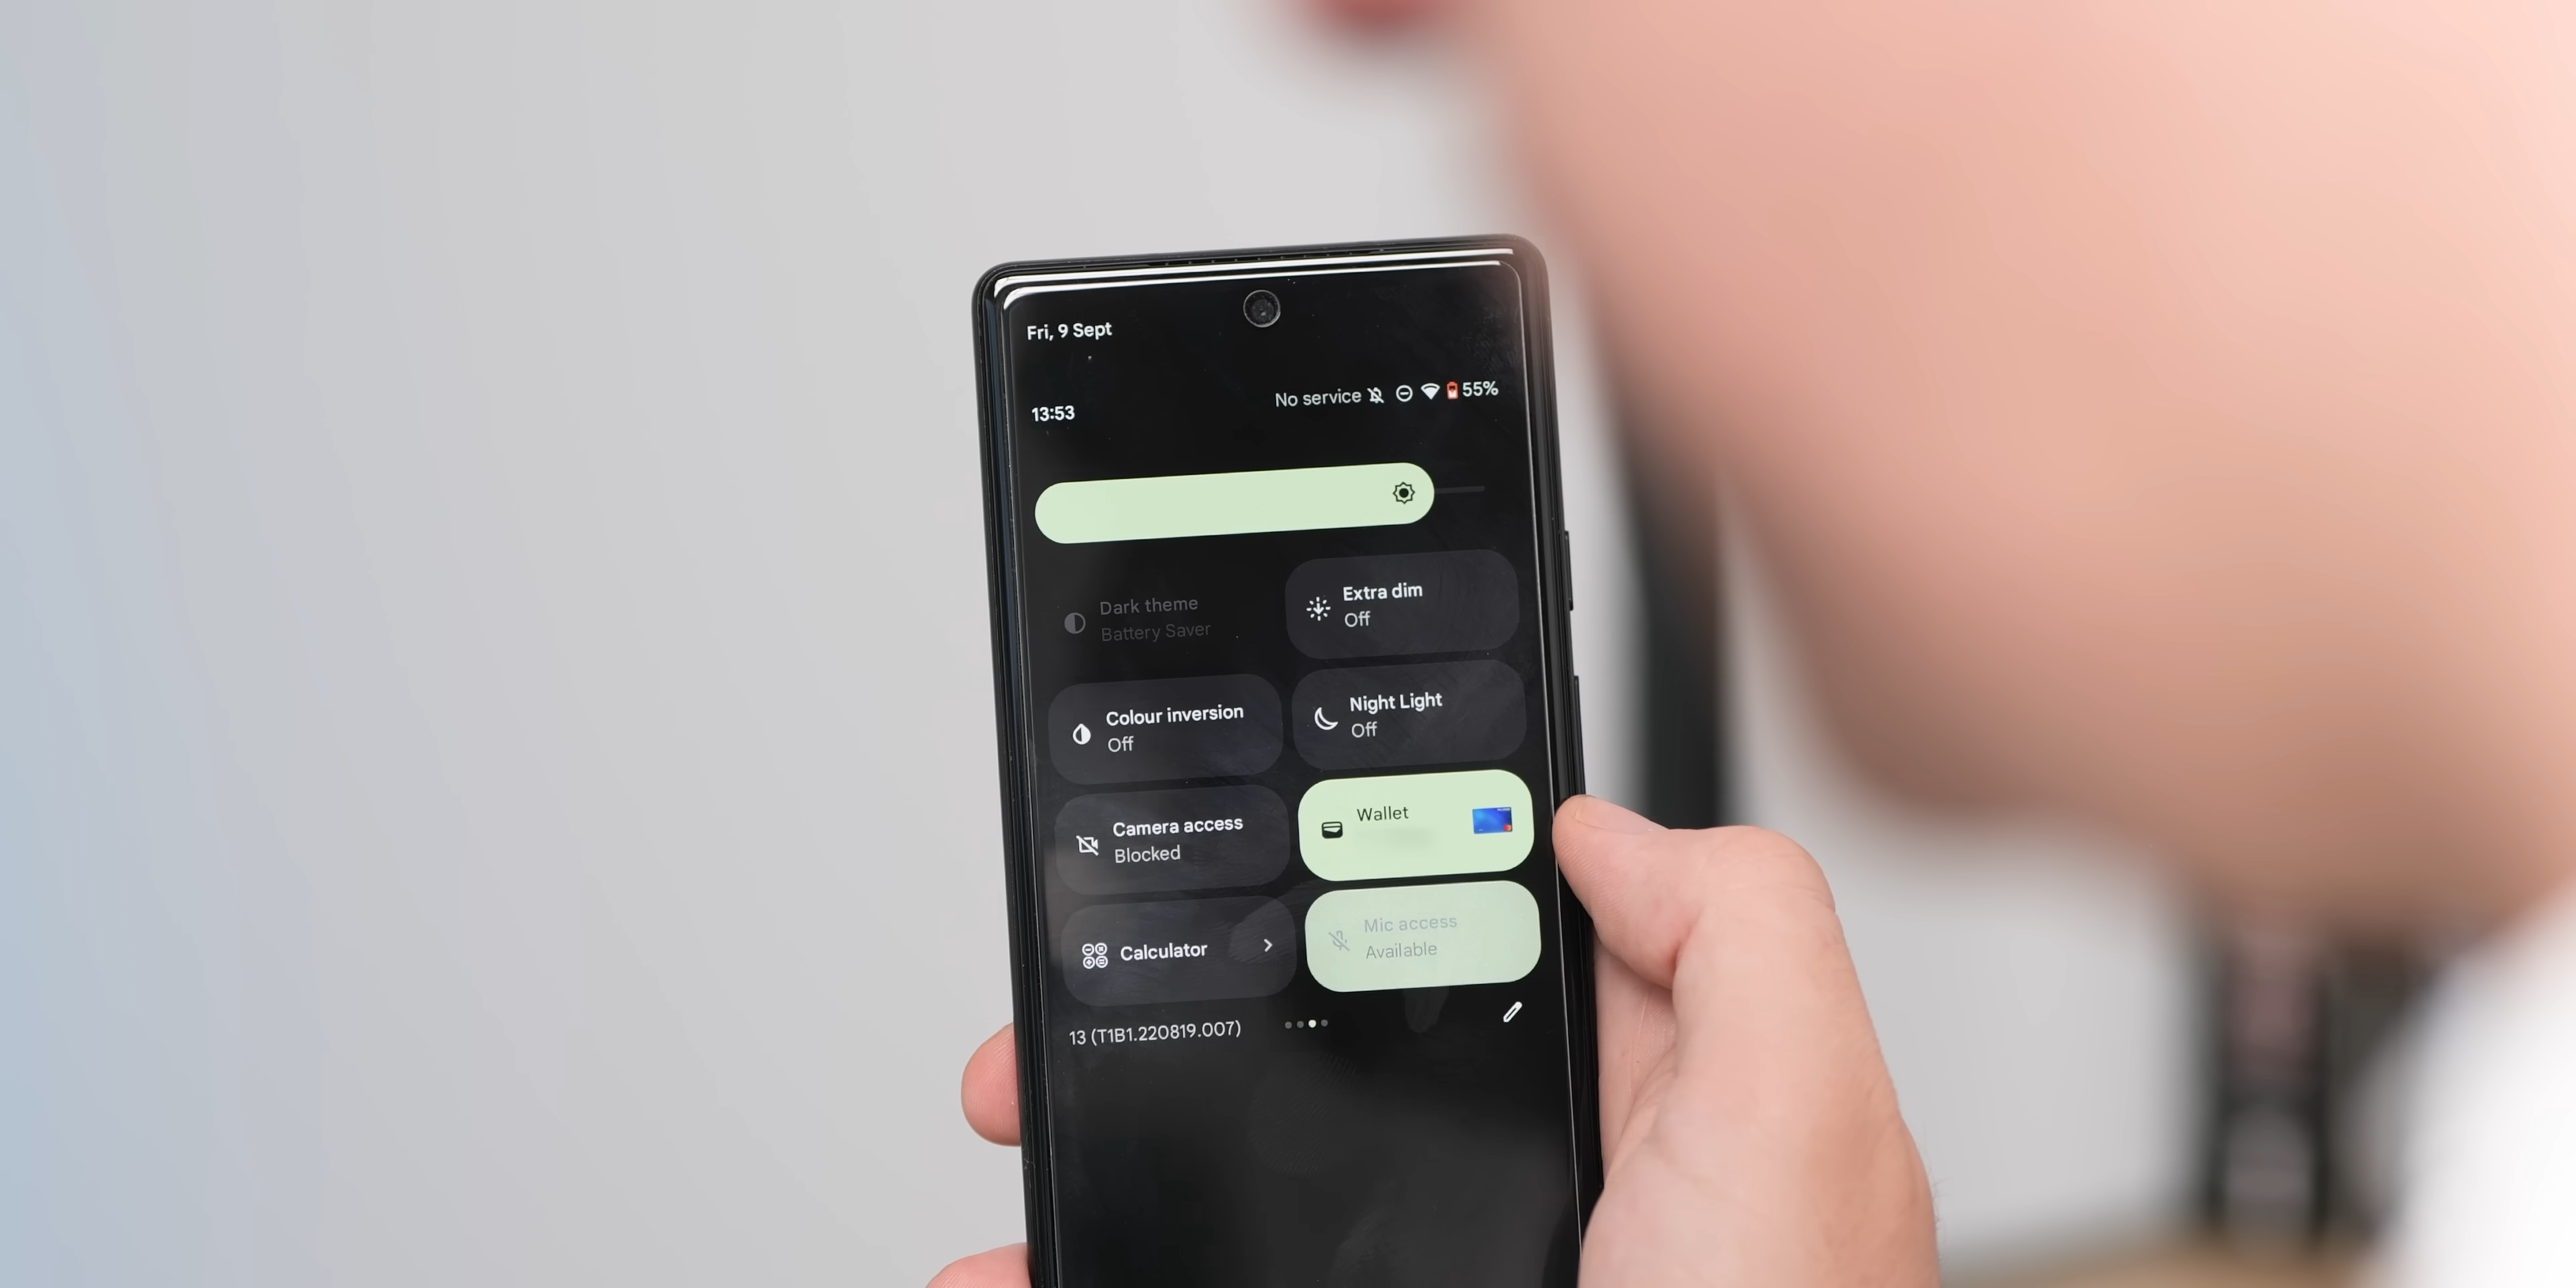 Fri, 9 Sept
13:53
No service 55%
Dark theme
Battery Saver
Extra dim
Off
Colour inversion
Off
Night Light
Off
Camera access
Blocked
Wallet
Calculator
Mic access
Available
13 (T1B1.220819.007)